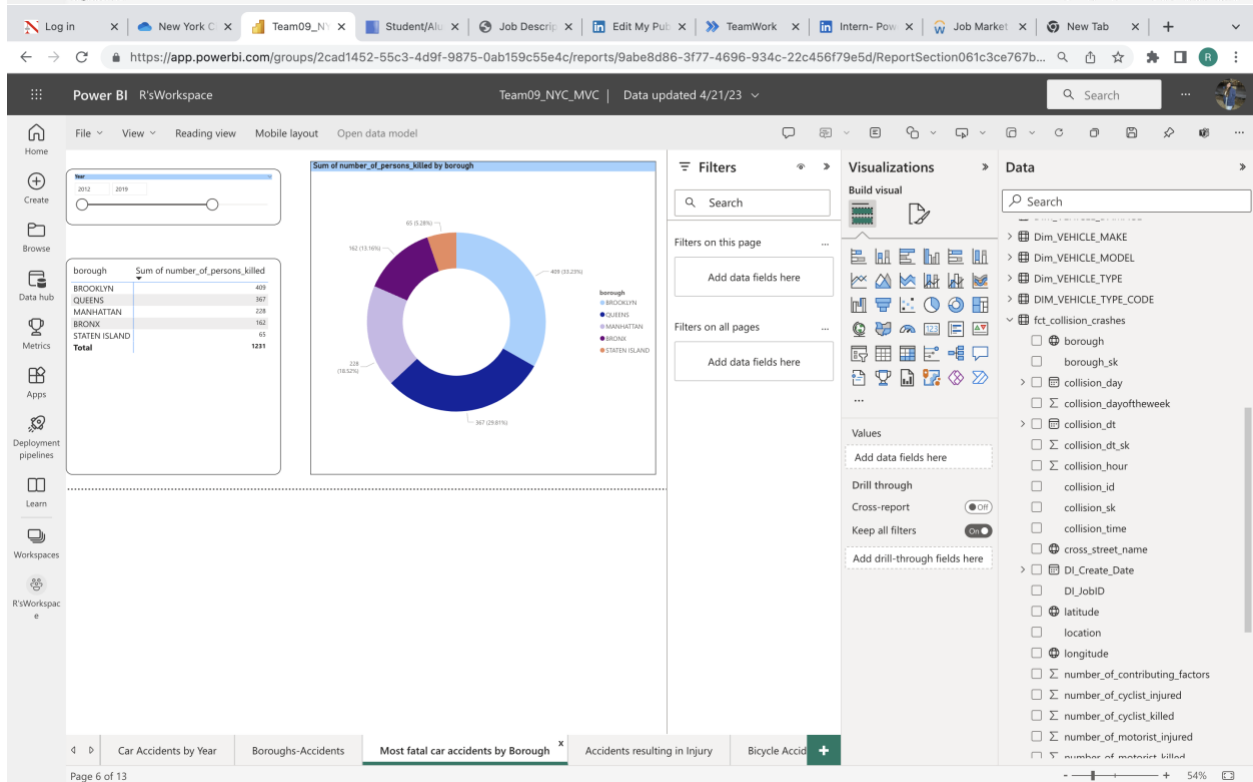 Log in
New York C
Team09_NY
Student/Alu
Job Descrip
Edit My Pub
TeamWork
Intern- Pow
Job Market
New Tab
https://app.powerbi.com/groups/2cad1452-55c3-4d9f-9875-0ab159c55e4c/reports/9abe8d86-3f77-4696-934c-22c456f79e5d/ReportSection061c3ce767b...
R
Power BI R'sWorkspace
Team09_NYC_MVC | Data updated 4/21/23
Search
File View Reading view Mobile layout Open data model
Home
Create
Browse
Data hub
Metrics
Apps
Deployment
pipelines
Learn
Workspaces
R'sWorkspac
e
Year
2012 2019
borough Sum of number_of_persons_killed
BROOKLYN 409
QUEENS 367
MANHATTAN 228
BRONX 162
STATEN ISLAND 65
Total 1231
Sum of number_of_persons_killed by borough
65 (5.28%)
162 (13.16%)
409 (33.23%)
228
(18.52%)
367 (29.81%)
borough
BROOKLYN
QUEENS
MANHATTAN
BRONX
STATEN ISLAND
Filters
Search
Filters on this page ...
Add data fields here
Filters on all pages ...
Add data fields here
Visualizations
Build visual
123
...
Values
Add data fields here
Drill through
Cross-report Off
Keep all filters On
Add drill-through fields here
Data
Search
Dim_VEHICLE_MAKE
Dim_VEHICLE_MODEL
Dim_VEHICLE_TYPE
DIM_VEHICLE_TYPE_CODE
fct_collision_crashes
borough
borough_sk
collision_day
collision_dayoftheweek
collision_dt
collision_dt_sk
collision_hour
collision_id
collision_sk
collision_time
cross_street_name
DI_Create_Date
DI_JobID
latitude
location
longitude
number_of_contributing_factors
number_of_cyclist_injured
number_of_cyclist_killed
number_of_motorist_injured
number_of_motorist_killed
Car Accidents by Year
Boroughs-Accidents
Most fatal car accidents by Borough x
Accidents resulting in Injury
Bicycle Accid
Page 6 of 13
- + 54%